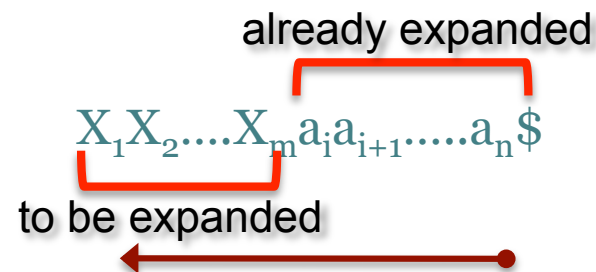 already expanded
X₁X₂....Xₘaᵢaᵢ₊₁.....aₙ$
to be expanded